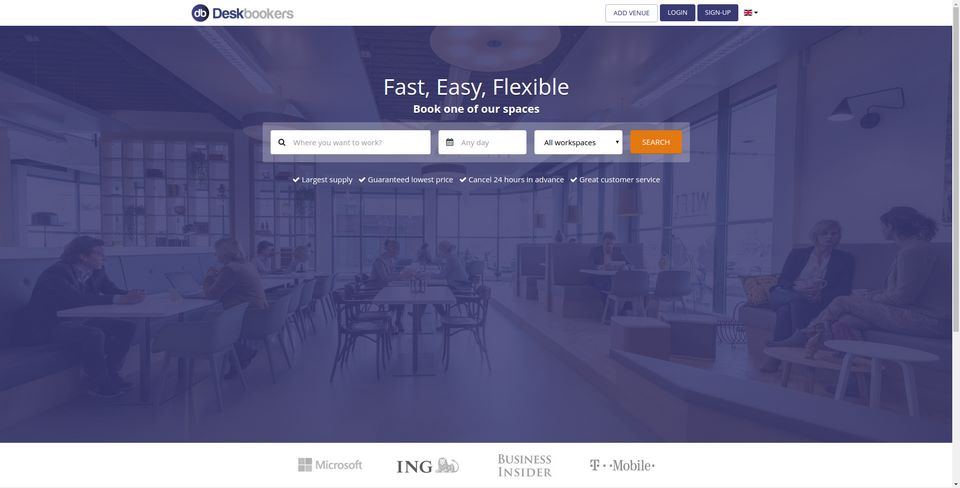 db Deskbookers
ADD VENUE LOGIN SIGN-UP
Fast, Easy, Flexible
Book one of our spaces
Where you want to work? Any day All workspaces SEARCH
Largest supply Guaranteed lowest price Cancel 24 hours in advance Great customer service
WI FI
Microsoft ING BUSINESS INSIDER T··Mobile·